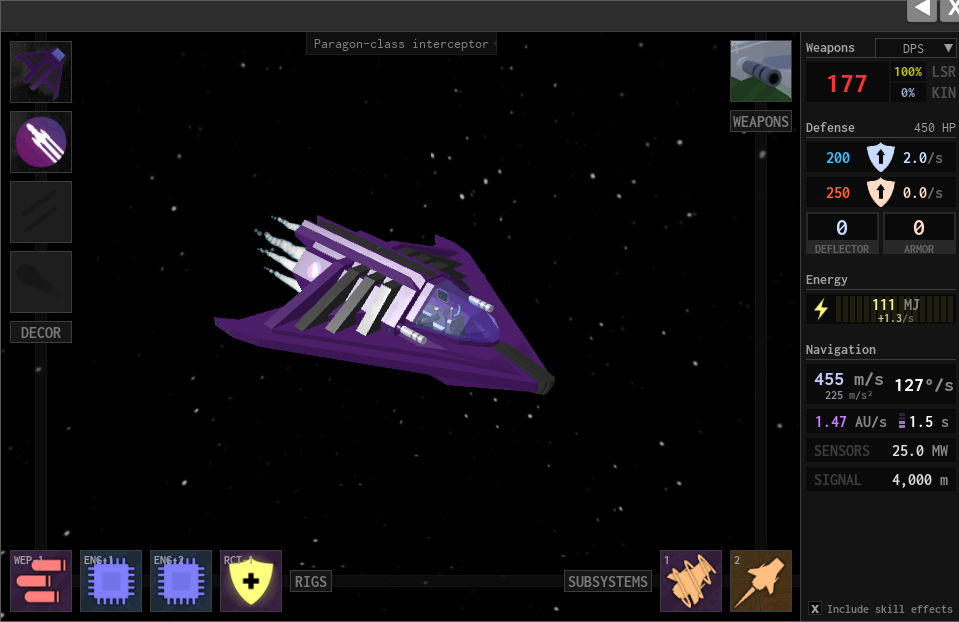 Paragon-class interceptor
WEAPONS
DECOR
WEP-1
ENG-1
ENG-2
RCT-1
RIGS
SUBSYSTEMS
1
2
Weapons DPS ▼
177 100% LSR
0% KIN
Defense 450 HP
200 2.0/s
250 0.0/s
0 0
DEFLECTOR ARMOR
Energy
111 MJ
+1.3/s
Navigation
455 m/s 127°/s
225 m/s²
1.47 AU/s 1.5 s
SENSORS 25.0 MW
SIGNAL 4,000 m
X Include skill effects